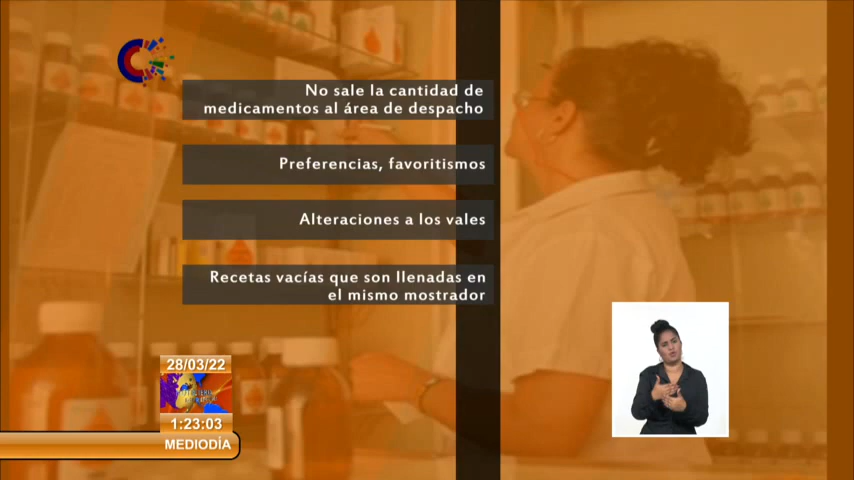 No sale la cantidad de
medicamentos al área de despacho
Preferencias, favoritismos
Alteraciones a los vales
Recetas vacías que son llenadas en
el mismo mostrador
28/03/22
1:23:03
MEDIODÍA